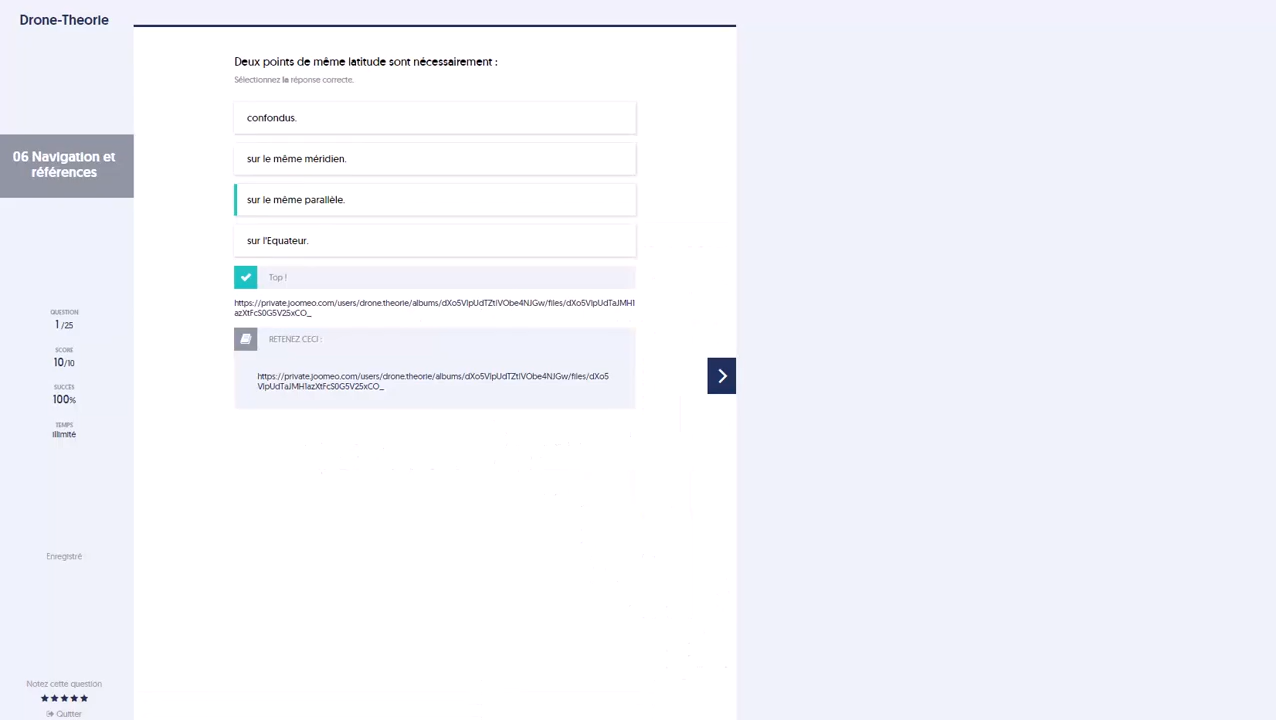 Drone-Theorie
06 Navigation et
références
QUESTION
1 /25
SCORE
10/10
SUCCÈS
100%
TEMPS
Illimité
Enregistré
Notez cette question
Quitter
Deux points de même latitude sont nécessairement :
Sélectionnez la réponse correcte.
confondus.
sur le même méridien.
sur le même parallèle.
sur l'Equateur.
Top !
https://private.joomeo.com/users/drone.theorie/albums/dXo5VlpUdTZtlVObe4NJGw/files/dXo5VlpUdTaJMH1
azXtFcS0G5V25xCO_
RETENEZ CECI :
https://private.joomeo.com/users/drone.theorie/albums/dXo5VlpUdTZtlVObe4NJGw/files/dXo5
VlpUdTaJMH1azXtFcS0G5V25xCO_